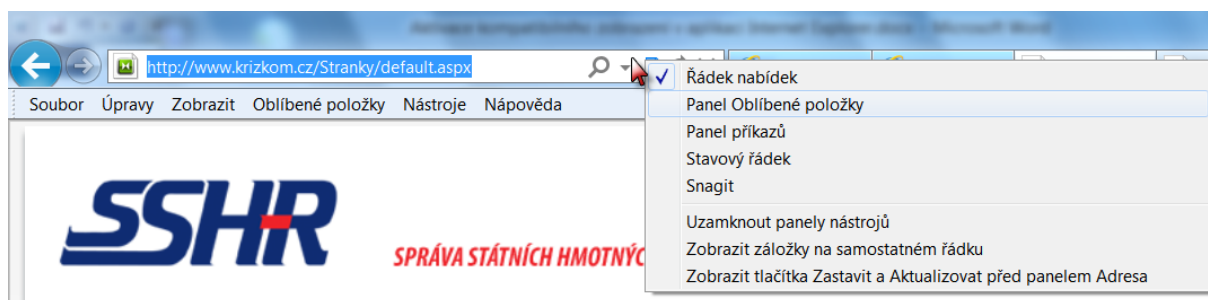 http://www.krizkom.cz/Stranky/default.aspx
Soubor Úpravy Zobrazit Oblíbené položky Nástroje Nápověda
Řádek nabídek
Panel Oblíbené položky
Panel příkazů
Stavový řádek
Snagit
Uzamknout panely nástrojů
Zobrazit záložky na samostatném řádku
Zobrazit tlačítka Zastavit a Aktualizovat před panelem Adresa
SSHR
SPRÁVA STÁTNÍCH